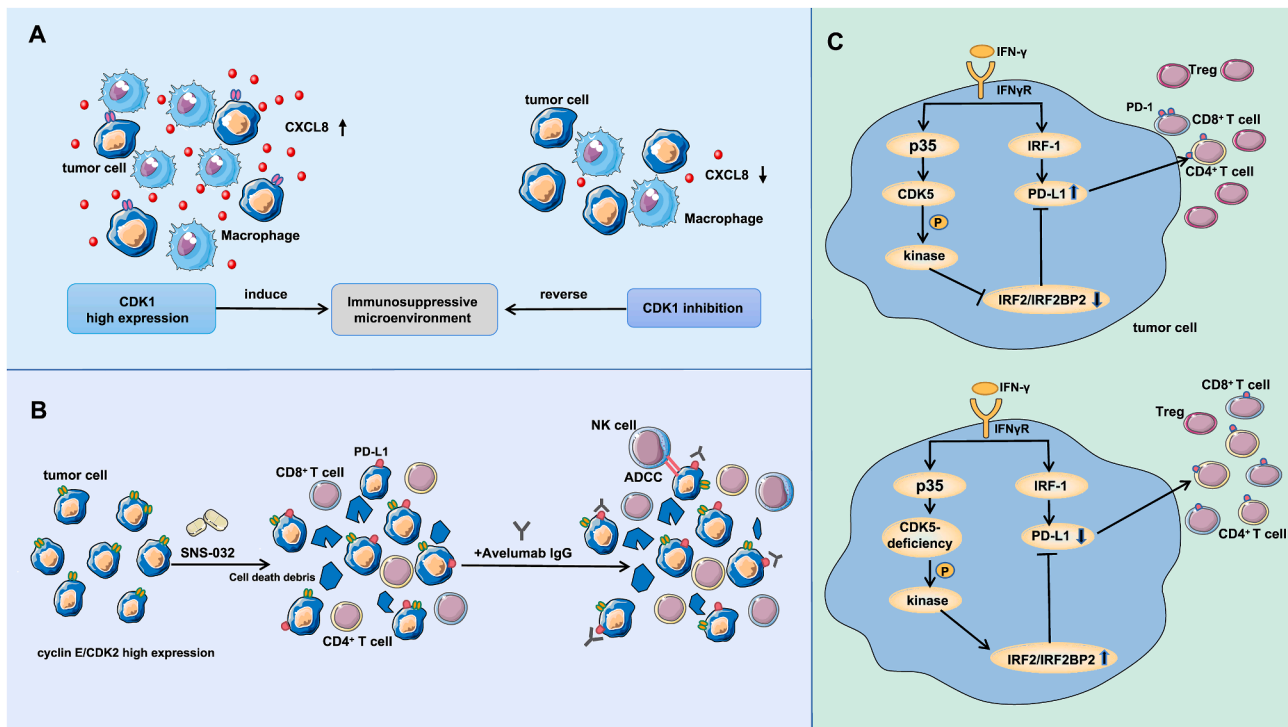 A
CXCL8 ↑
tumor cell
Macrophage
tumor cell
CXCL8 ↓
CDK1
high expression
induce
Immunosuppressive
microenvironment
reverse
CDK1 inhibition
B
tumor cell
SNS-032
cyclin E/CDK2 high expression
PD-L1
CD8⁺ T cell
Cell death debris
CD4⁺ T cell
+Avelumab IgG
NK cell
ADCC
C
IFN-γ
IFNγR
p35
IRF-1
CDK5
PD-L1 ↑
P
kinase
IRF2/IRF2BP2 ↓
tumor cell
Treg
PD-1
CD8⁺ T cell
CD4⁺ T cell
IFN-γ
IFNγR
p35
IRF-1
CDK5-
deficiency
PD-L1 ↓
P
kinase
IRF2/IRF2BP2 ↑
CD8⁺ T cell
Treg
CD4⁺ T cell